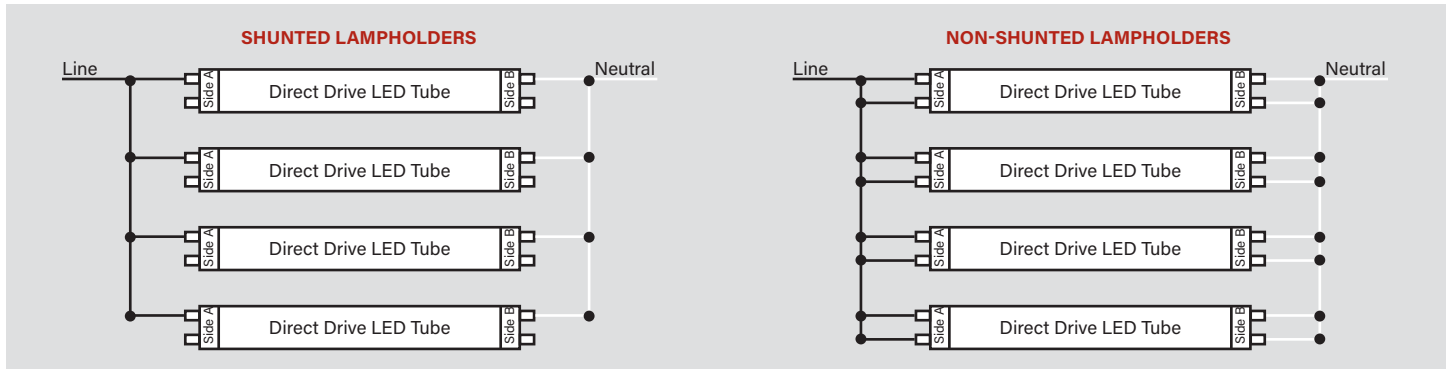 SHUNTED LAMPHOLDERS
Line
Neutral
Side A
Direct Drive LED Tube
Side B
Side A
Direct Drive LED Tube
Side B
Side A
Direct Drive LED Tube
Side B
Side A
Direct Drive LED Tube
Side B
NON-SHUNTED LAMPHOLDERS
Line
Neutral
Side A
Direct Drive LED Tube
Side B
Side A
Direct Drive LED Tube
Side B
Side A
Direct Drive LED Tube
Side B
Side A
Direct Drive LED Tube
Side B